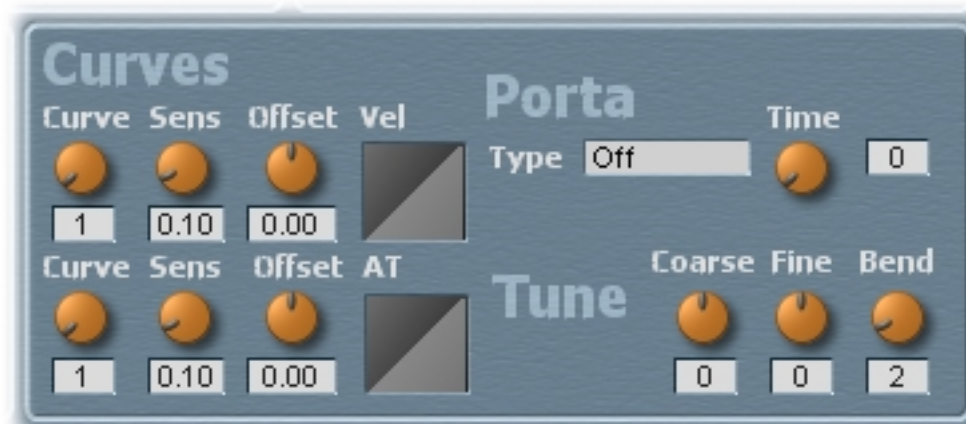 Curves
Curve Sens Offset Vel
1 0.10 0.00
Curve Sens Offset AT
1 0.10 0.00
Porta
Time
Type Off 0
Tune
Coarse Fine Bend
0 0 2